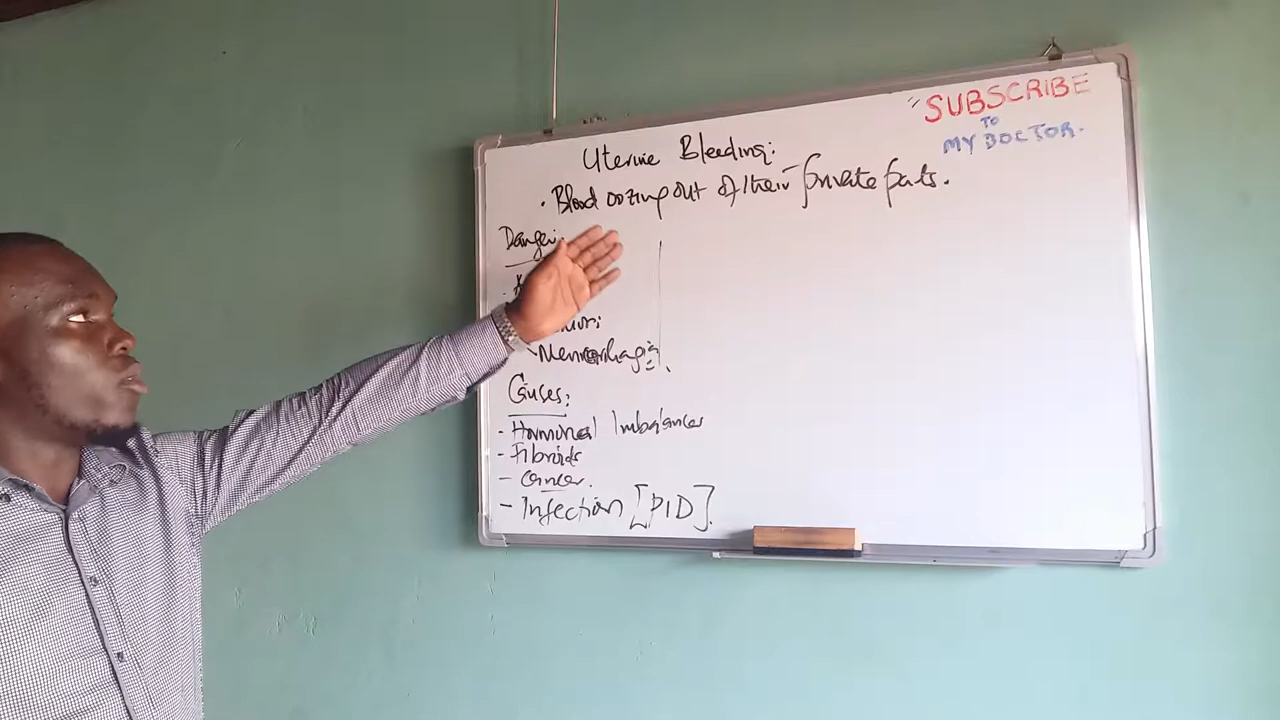 "SUBSCRIBE
TO
MY DOCTOR.
Uterine Bleeding:
· Blood oozing out of their private parts.
Danger:
- Menorrhagia
Causes:
- Hormonal Imbalances
- Fibroids
- Cancer.
- Infection [PID].